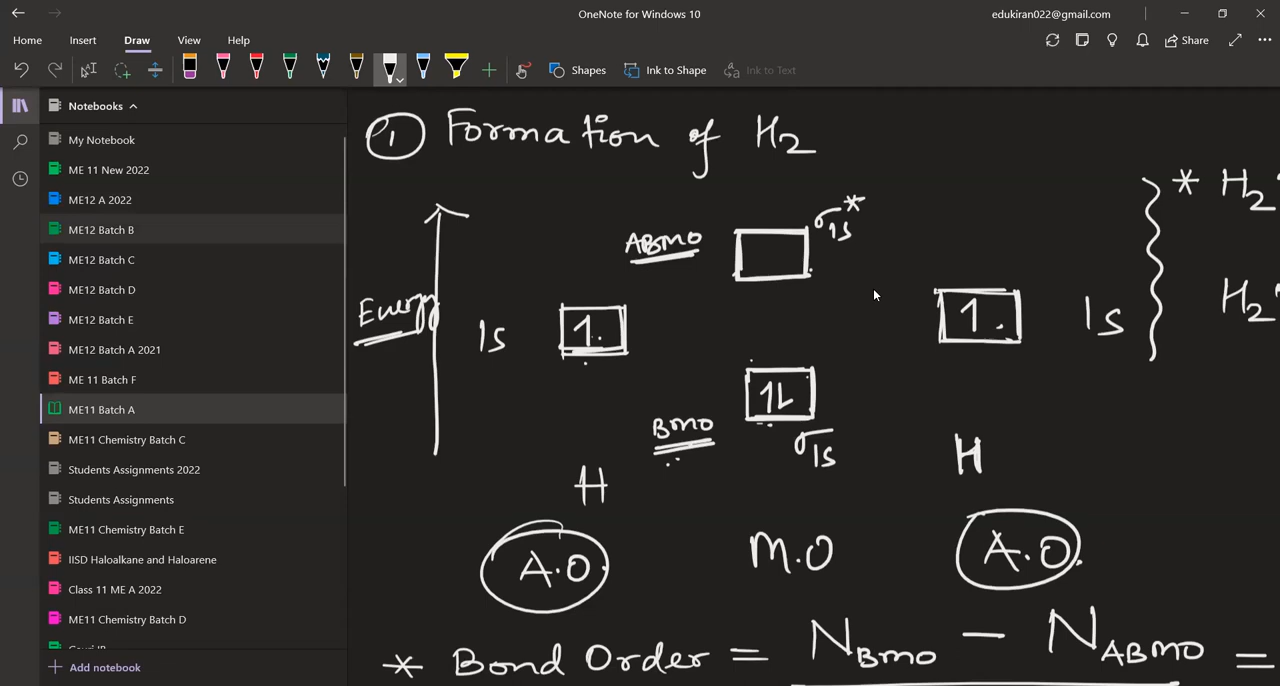 OneNote for Windows 10
edukiran022@gmail.com
Home Insert Draw View Help
Share
Shapes Ink to Shape Ink to Text
Notebooks
My Notebook
ME 11 New 2022
ME12 A 2022
ME12 Batch B
ME12 Batch C
ME12 Batch D
ME12 Batch E
ME12 Batch A 2021
ME 11 Batch F
ME11 Batch A
ME11 Chemistry Batch C
Students Assignments 2022
Students Assignments
ME11 Chemistry Batch E
IISD Haloalkane and Haloarene
Class 11 ME A 2022
ME11 Chemistry Batch D
Add notebook
① Formation of H₂
σ*1s
ABMO
Energy
1s 1. 1. 1s
* H₂
H₂
1L
BMO
σ1s
H H
A.O. M.O A.O.
* Bond Order = N_BMO − N_ABMO =